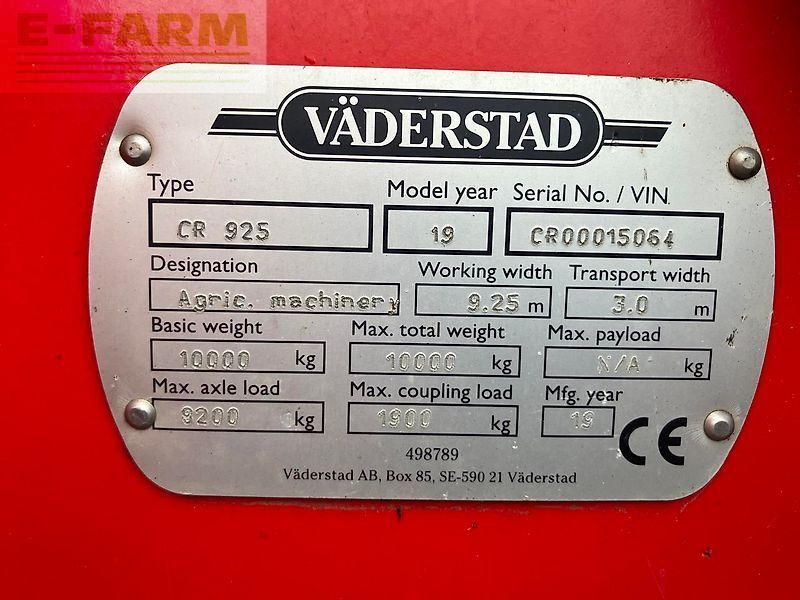 E-FARM
VÄDERSTAD
Type Model year Serial No. / VIN
CR 925 19 CR00015064
Designation Working width Transport width
Agric. machinery 9.25 m 3.0 m
Basic weight Max. total weight Max. payload
10000 kg 10000 kg N/A kg
Max. axle load Max. coupling load Mfg. year
9200 kg 1900 kg 19
CE
498789
Väderstad AB, Box 85, SE-590 21 Väderstad